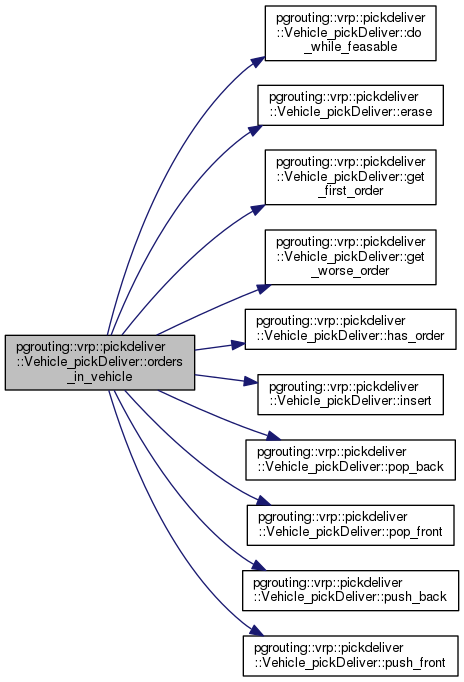 pgrouting::vrp::pickdeliver
::Vehicle_pickDeliver::do
_while_feasable
pgrouting::vrp::pickdeliver
::Vehicle_pickDeliver::erase
pgrouting::vrp::pickdeliver
::Vehicle_pickDeliver::get
_first_order
pgrouting::vrp::pickdeliver
::Vehicle_pickDeliver::get
_worse_order
pgrouting::vrp::pickdeliver
::Vehicle_pickDeliver::has_order
pgrouting::vrp::pickdeliver
::Vehicle_pickDeliver::orders
_in_vehicle
pgrouting::vrp::pickdeliver
::Vehicle_pickDeliver::insert
pgrouting::vrp::pickdeliver
::Vehicle_pickDeliver::pop_back
pgrouting::vrp::pickdeliver
::Vehicle_pickDeliver::pop_front
pgrouting::vrp::pickdeliver
::Vehicle_pickDeliver::push_back
pgrouting::vrp::pickdeliver
::Vehicle_pickDeliver::push_front